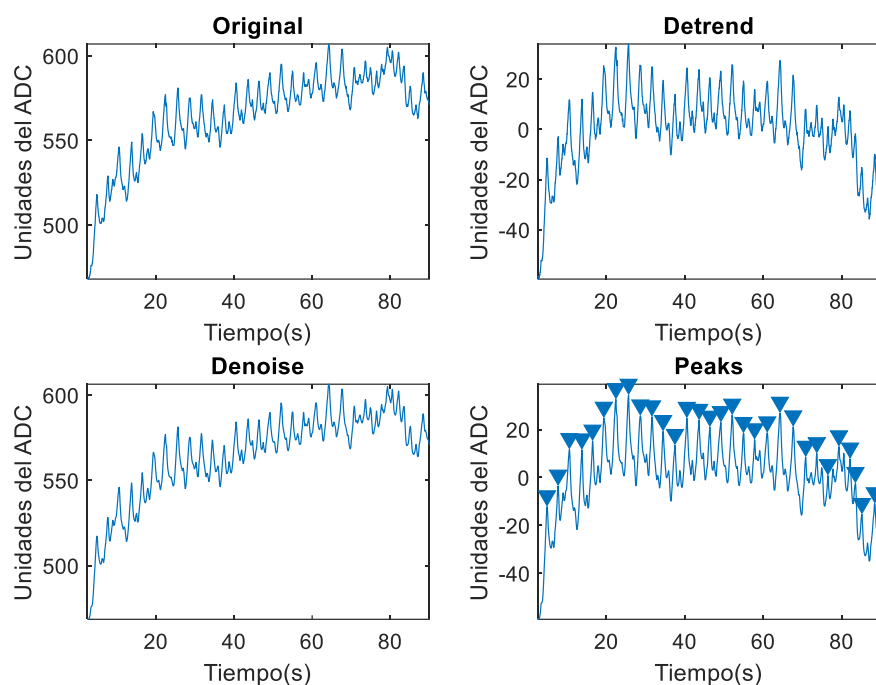 Original
Unidades del ADC
600
550
500
20 40 60 80
Tiempo(s)
Detrend
Unidades del ADC
20
0
-20
-40
20 40 60 80
Tiempo(s)
Denoise
Unidades del ADC
600
550
500
20 40 60 80
Tiempo(s)
Peaks
Unidades del ADC
20
0
-20
-40
20 40 60 80
Tiempo(s)